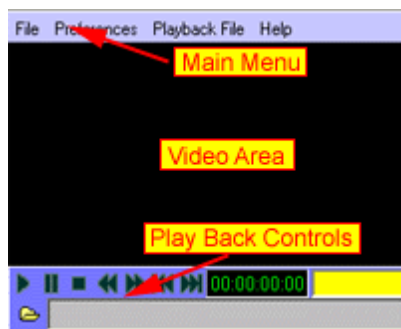 File Preferences Playback File Help
Main Menu
Video Area
Play Back Controls
00:00:00:00